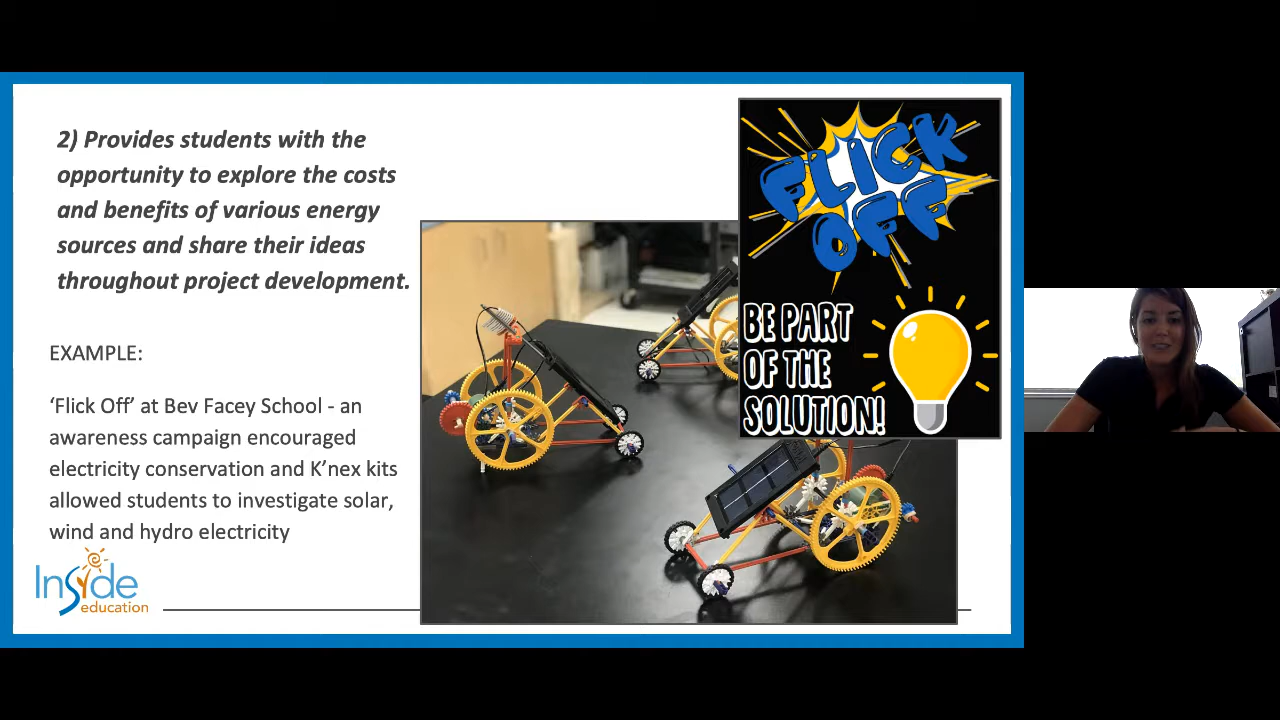 2) Provides students with the
opportunity to explore the costs
and benefits of various energy
sources and share their ideas
throughout project development.
EXAMPLE:
‘Flick Off’ at Bev Facey School - an
awareness campaign encouraged
electricity conservation and K’nex kits
allowed students to investigate solar,
wind and hydro electricity
Inside
education
FLICK
OFF
BE PART
OF THE
SOLUTION!